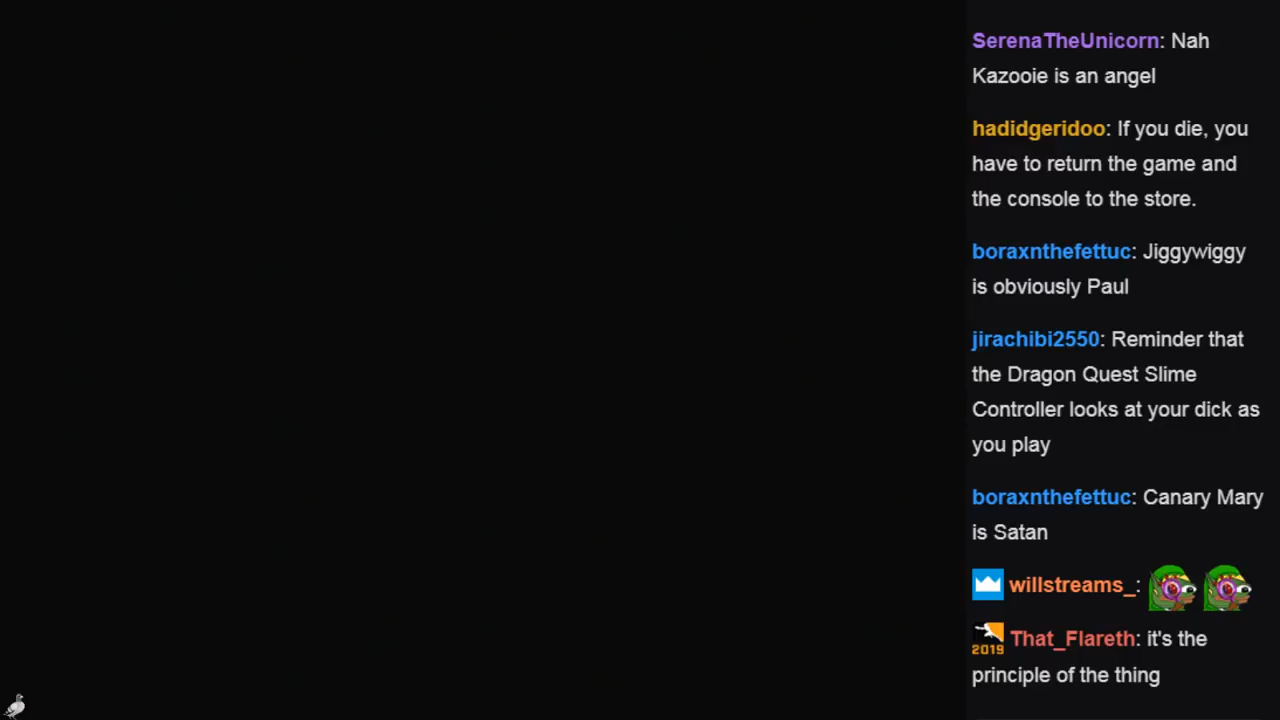 SerenaTheUnicorn: Nah
Kazooie is an angel
hadidgeridoo: If you die, you
have to return the game and
the console to the store.
boraxnthefettuc: Jiggywiggy
is obviously Paul
jirachibi2550: Reminder that
the Dragon Quest Slime
Controller looks at your dick as
you play
boraxnthefettuc: Canary Mary
is Satan
willstreams_:
2019 That_Flareth: it's the
principle of the thing